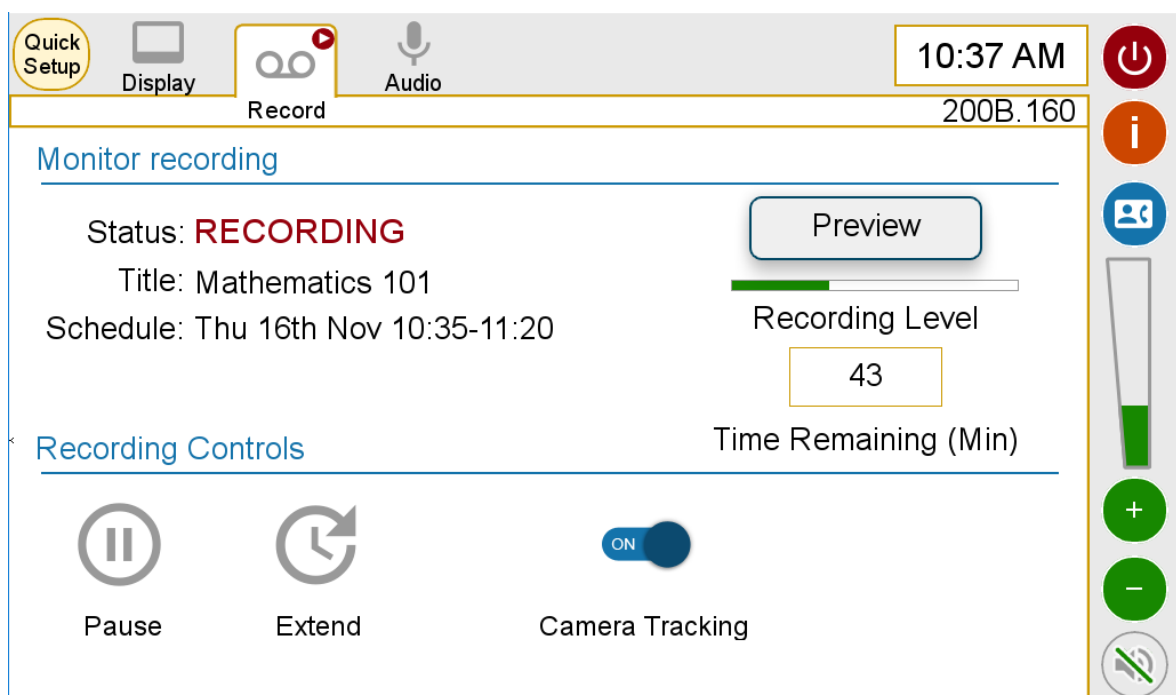 Quick
Setup
Display
Record
Audio
10:37 AM
200B.160
i
Monitor recording
Status: RECORDING
Title: Mathematics 101
Schedule: Thu 16th Nov 10:35-11:20
Preview
Recording Level
43
Time Remaining (Min)
Recording Controls
ON
Pause
Extend
Camera Tracking
+
−